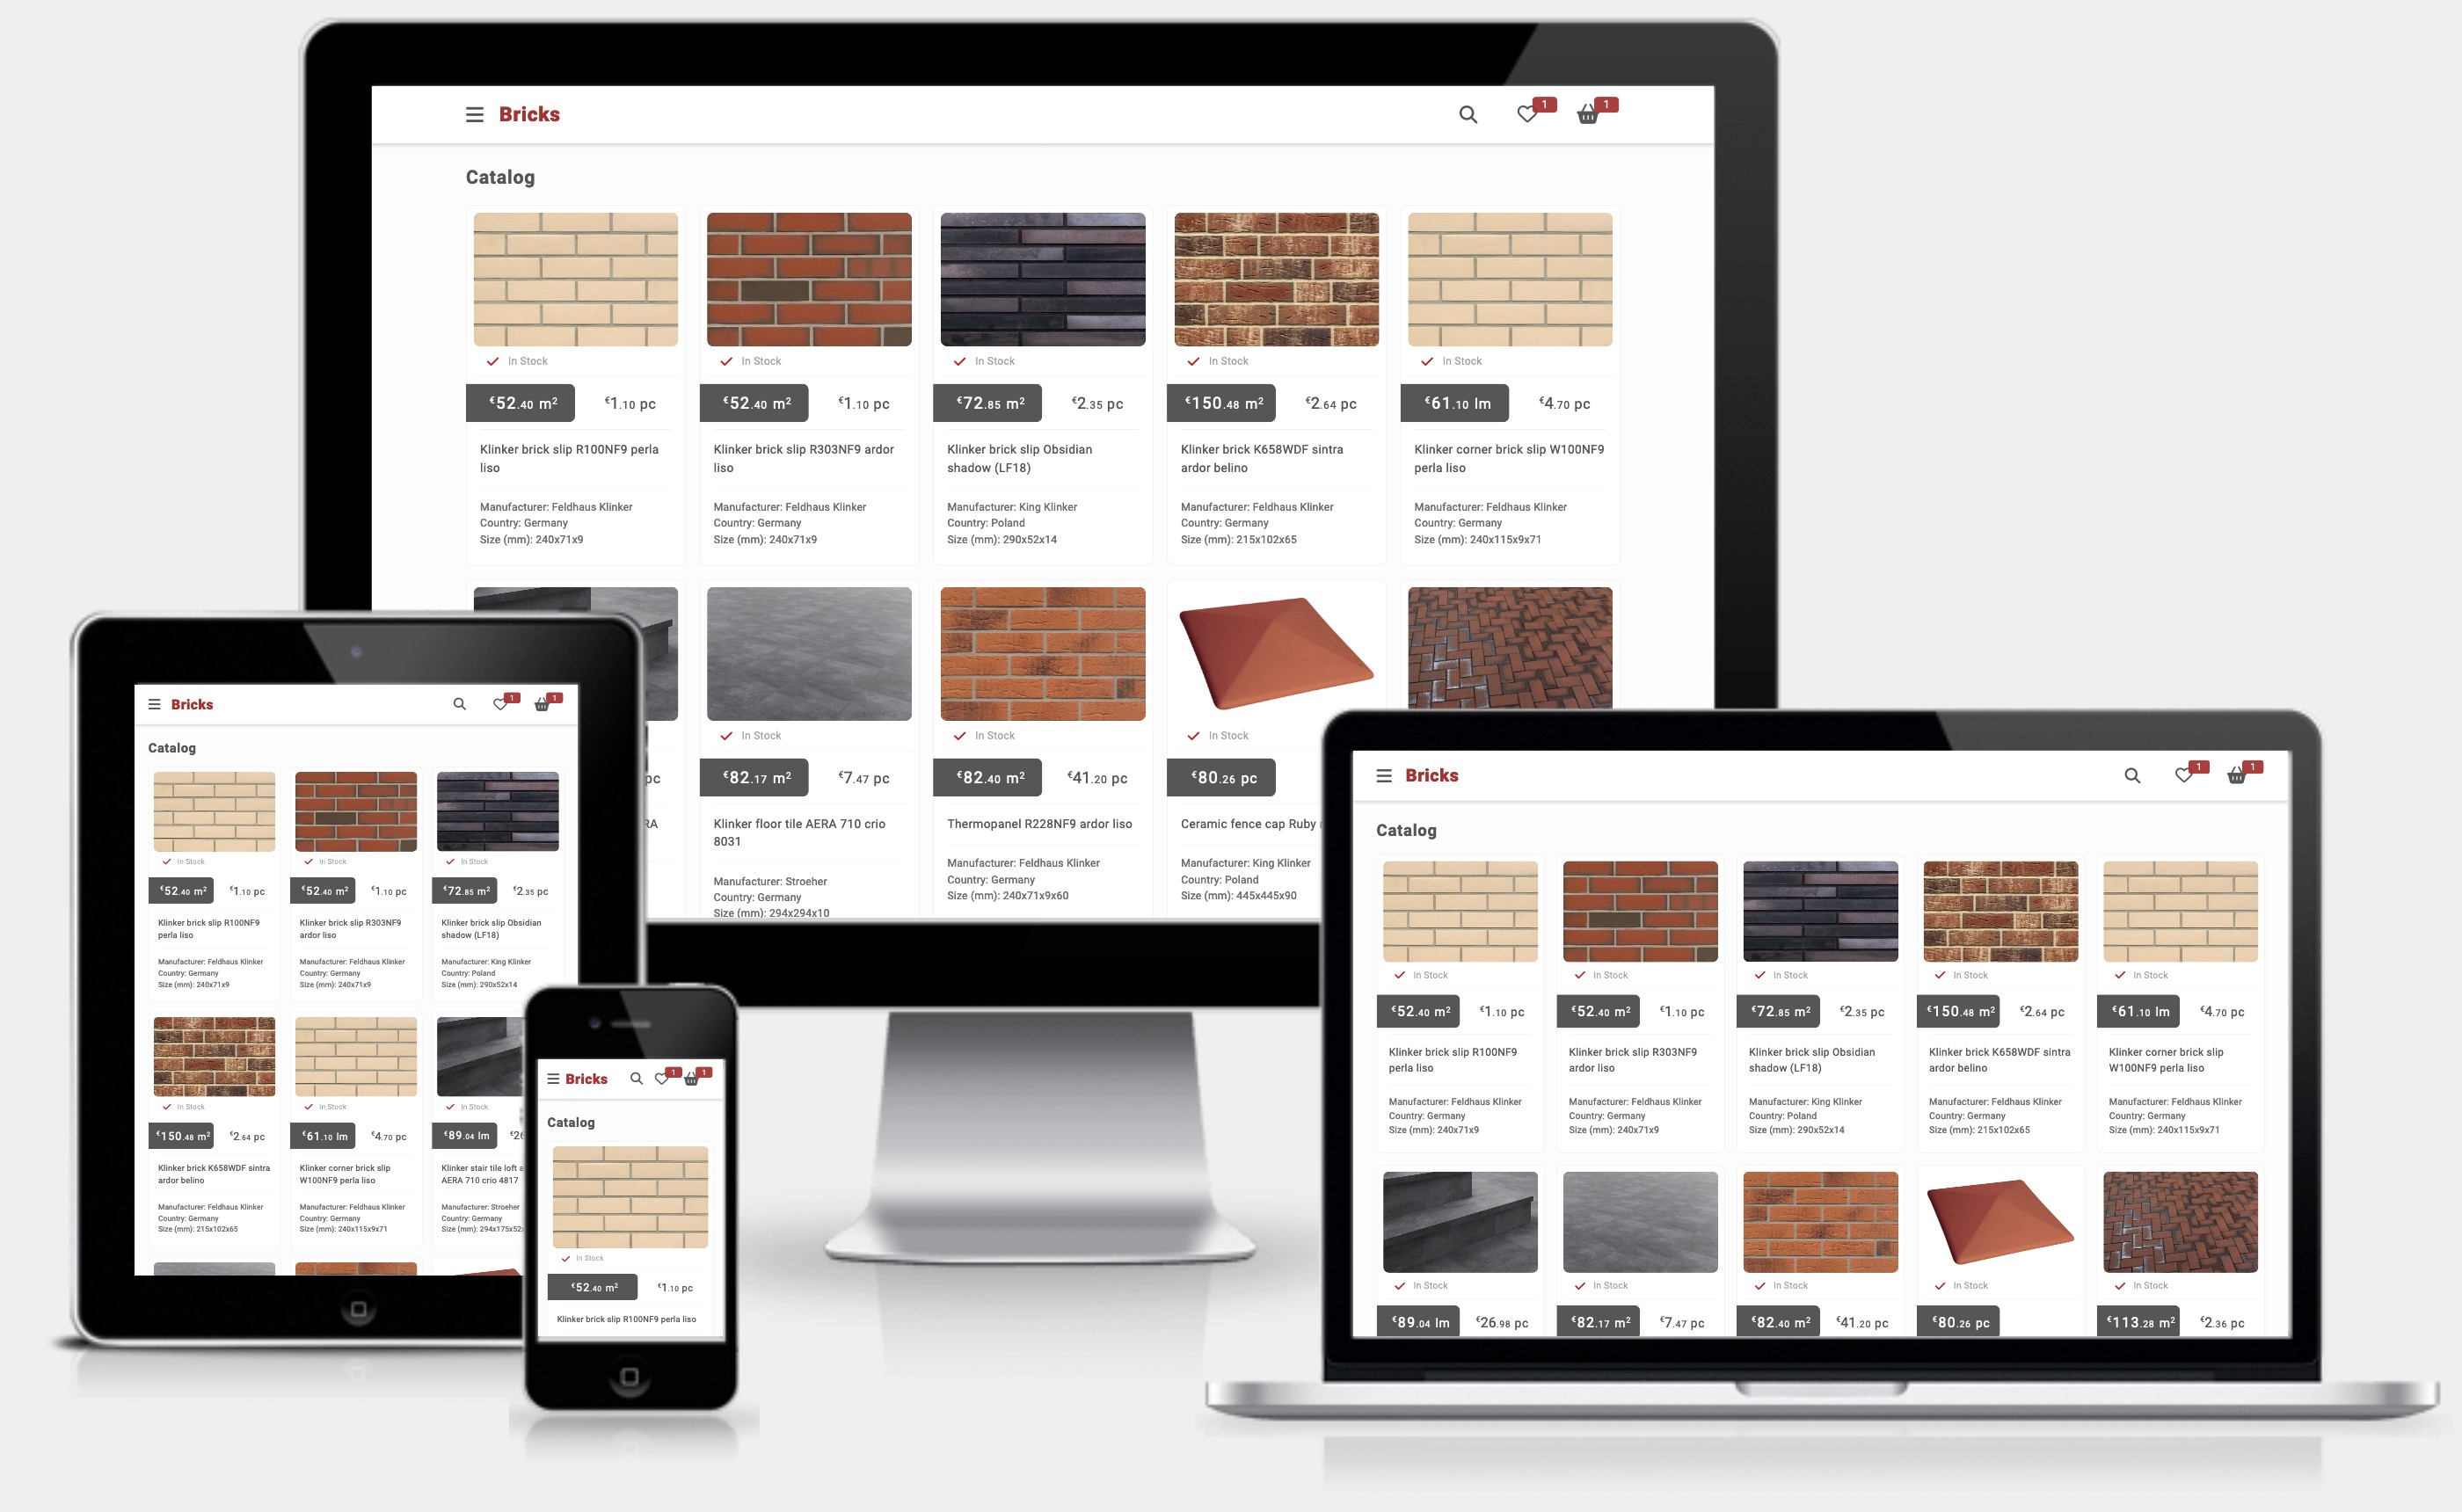 Bricks
1
1
Catalog
In Stock
In Stock
In Stock
In Stock
In Stock
€52.40 m²
€1.10 pc
€52.40 m²
€1.10 pc
€72.85 m²
€2.35 pc
€150.48 m²
€2.64 pc
€61.10 lm
€4.70 pc
Klinker brick slip R100NF9 perla
liso
Klinker brick slip R303NF9 ardor
liso
Klinker brick slip Obsidian
shadow (LF18)
Klinker brick K658WDF sintra
ardor belino
Klinker corner brick slip W100NF9
perla liso
Manufacturer: Feldhaus Klinker
Country: Germany
Size (mm): 240x71x9
Manufacturer: Feldhaus Klinker
Country: Germany
Size (mm): 240x71x9
Manufacturer: King Klinker
Country: Poland
Size (mm): 290x52x14
Manufacturer: Feldhaus Klinker
Country: Germany
Size (mm): 215x102x65
Manufacturer: Feldhaus Klinker
Country: Germany
Size (mm): 240x115x9x71
In Stock
In Stock
In Stock
pc
€82.17 m²
€7.47 pc
€82.40 m²
€41.20 pc
€80.26 pc
RA
Klinker floor tile AERA 710 crio
8031
Thermopanel R228NF9 ardor liso
Ceramic fence cap Ruby
Manufacturer: Stroeher
Country: Germany
Size (mm): 294x294x10
Manufacturer: Feldhaus Klinker
Country: Germany
Size (mm): 240x71x9x60
Manufacturer: King Klinker
Country: Poland
Size (mm): 445x445x90
Bricks
1
1
Catalog
In Stock
In Stock
In Stock
€52.40 m²
€1.10 pc
€52.40 m²
€1.10 pc
€72.85 m²
€2.35 pc
Klinker brick slip R100NF9
perla liso
Klinker brick slip R303NF9
ardor liso
Klinker brick slip Obsidian
shadow (LF18)
Manufacturer: Feldhaus Klinker
Country: Germany
Size (mm): 240x71x9
Manufacturer: Feldhaus Klinker
Country: Germany
Size (mm): 240x71x9
Manufacturer: King Klinker
Country: Poland
Size (mm): 290x52x14
In Stock
In Stock
In Stock
€150.48 m²
€2.64 pc
€61.10 lm
€4.70 pc
€89.04 lm
€26
Klinker brick K658WDF sintra
ardor belino
Klinker corner brick slip
W100NF9 perla liso
Klinker stair tile loft a
AERA 710 crio 4817
Manufacturer: Feldhaus Klinker
Country: Germany
Size (mm): 215x102x65
Manufacturer: Feldhaus Klinker
Country: Germany
Size (mm): 240x115x9x71
Manufacturer: Stroeher
Country: Germany
Size (mm): 294x175x52
Bricks
1
1
Catalog
In Stock
€52.40 m²
€1.10 pc
Klinker brick slip R100NF9 perla liso
Bricks
1
1
Catalog
In Stock
In Stock
In Stock
In Stock
In Stock
€52.40 m²
€1.10 pc
€52.40 m²
€1.10 pc
€72.85 m²
€2.35 pc
€150.48 m²
€2.64 pc
€61.10 lm
€4.70 pc
Klinker brick slip R100NF9
perla liso
Klinker brick slip R303NF9
ardor liso
Klinker brick slip Obsidian
shadow (LF18)
Klinker brick K658WDF sintra
ardor belino
Klinker corner brick slip
W100NF9 perla liso
Manufacturer: Feldhaus Klinker
Country: Germany
Size (mm): 240x71x9
Manufacturer: Feldhaus Klinker
Country: Germany
Size (mm): 240x71x9
Manufacturer: King Klinker
Country: Poland
Size (mm): 290x52x14
Manufacturer: Feldhaus Klinker
Country: Germany
Size (mm): 215x102x65
Manufacturer: Feldhaus Klinker
Country: Germany
Size (mm): 240x115x9x71
In Stock
In Stock
In Stock
In Stock
In Stock
€89.04 lm
€26.98 pc
€82.17 m²
€7.47 pc
€82.40 m²
€41.20 pc
€80.26 pc
€113.28 m²
€2.36 pc